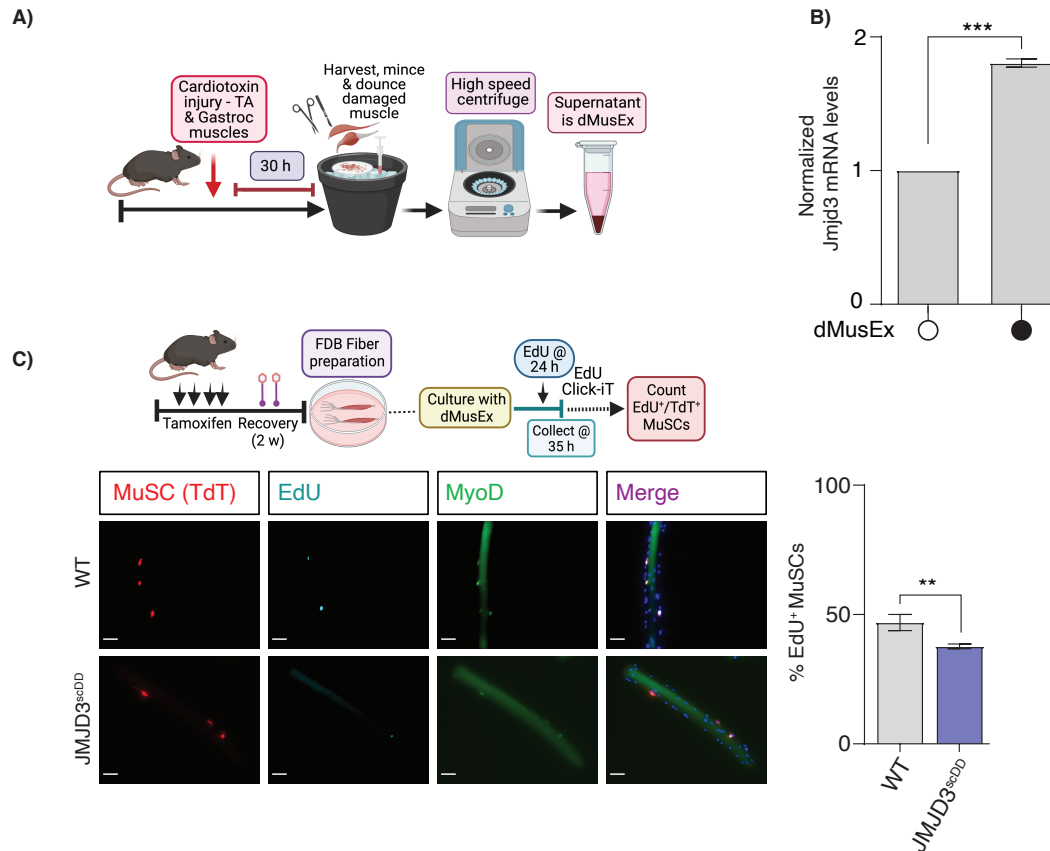 A)
Cardiotoxin
injury - TA
& Gastroc
muscles
30 h
Harvest, mince
& dounce
damaged
muscle
High speed
centrifuge
Supernatant
is dMusEx
B)
Normalized
Jmjd3 mRNA levels
2
1
0
***
dMusEx
C)
Tamoxifen
Recovery
(2 w)
FDB Fiber
preparation
Culture with
dMusEx
EdU @
24 h
Collect @
35 h
EdU
Click-iT
Count
EdU⁺/TdT⁺
MuSCs
MuSC (TdT)
EdU
MyoD
Merge
WT
JMJD3ˢᶜᴰᴰ
% EdU⁺ MuSCs
100
50
0
**
WT
JMJD3ˢᶜᴰᴰ